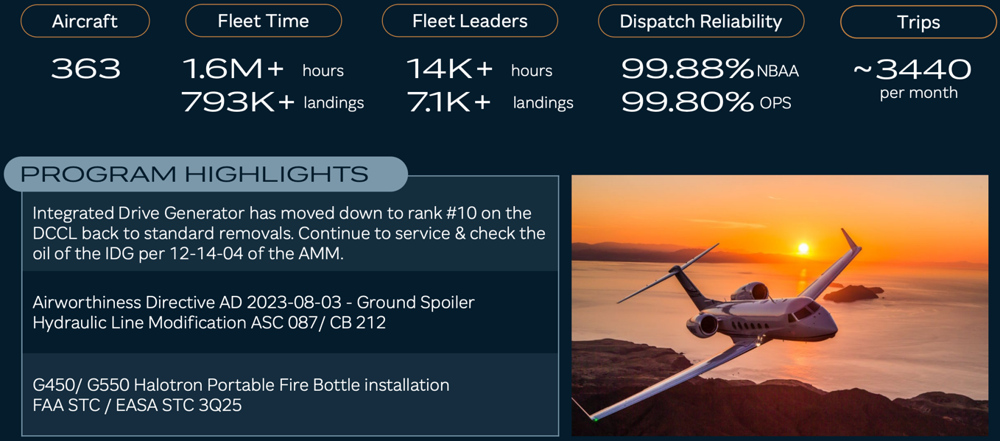 Aircraft
363
Fleet Time
1.6M+ hours
793K+ landings
Fleet Leaders
14K+ hours
7.1K+ landings
Dispatch Reliability
99.88% NBAA
99.80% OPS
Trips
~3440
per month
PROGRAM HIGHLIGHTS
Integrated Drive Generator has moved down to rank #10 on the
DCCL back to standard removals. Continue to service & check the
oil of the IDG per 12-14-04 of the AMM.
Airworthiness Directive AD 2023-08-03 - Ground Spoiler
Hydraulic Line Modification ASC 087/ CB 212
G450/ G550 Halotron Portable Fire Bottle installation
FAA STC / EASA STC 3Q25